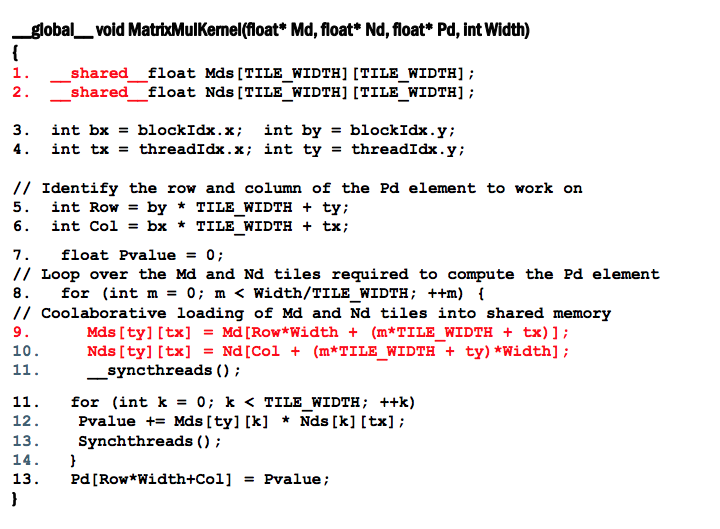 __global__ void MatrixMulKernel(float* Md, float* Nd, float* Pd, int Width)
{
1. __shared__float Mds[TILE_WIDTH][TILE_WIDTH];
2. __shared__float Nds[TILE_WIDTH][TILE_WIDTH];
3. int bx = blockIdx.x; int by = blockIdx.y;
4. int tx = threadIdx.x; int ty = threadIdx.y;
// Identify the row and column of the Pd element to work on
5. int Row = by * TILE_WIDTH + ty;
6. int Col = bx * TILE_WIDTH + tx;
7. float Pvalue = 0;
// Loop over the Md and Nd tiles required to compute the Pd element
8. for (int m = 0; m < Width/TILE_WIDTH; ++m) {
// Coolaborative loading of Md and Nd tiles into shared memory
9. Mds[ty][tx] = Md[Row*Width + (m*TILE_WIDTH + tx)];
10. Nds[ty][tx] = Nd[Col + (m*TILE_WIDTH + ty)*Width];
11. __syncthreads();
11. for (int k = 0; k < TILE_WIDTH; ++k)
12. Pvalue += Mds[ty][k] * Nds[k][tx];
13. Synchthreads();
14. }
13. Pd[Row*Width+Col] = Pvalue;
}